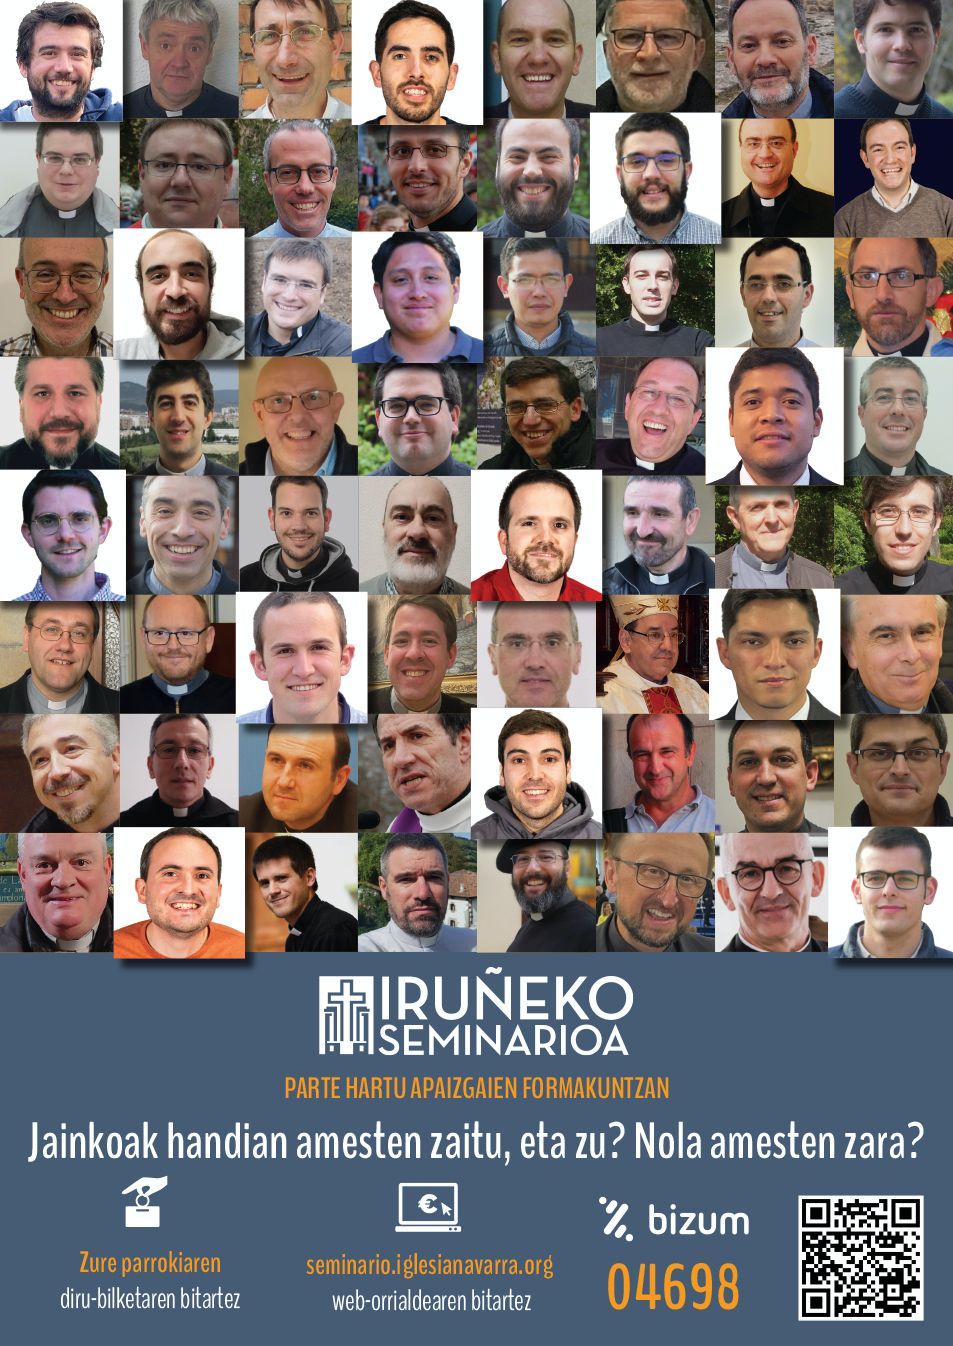 IRUÑEKO
SEMINARIOA
PARTE HARTU APAIZGAIEN FORMAKUNTZAN
Jainkoak handian amesten zaitu, eta zu? Nola amesten zara?
Zure parrokiaren
diru-bilketaren bitartez
€
seminario.iglesianavarra.org
web-orrialdearen bitartez
bizum
04698